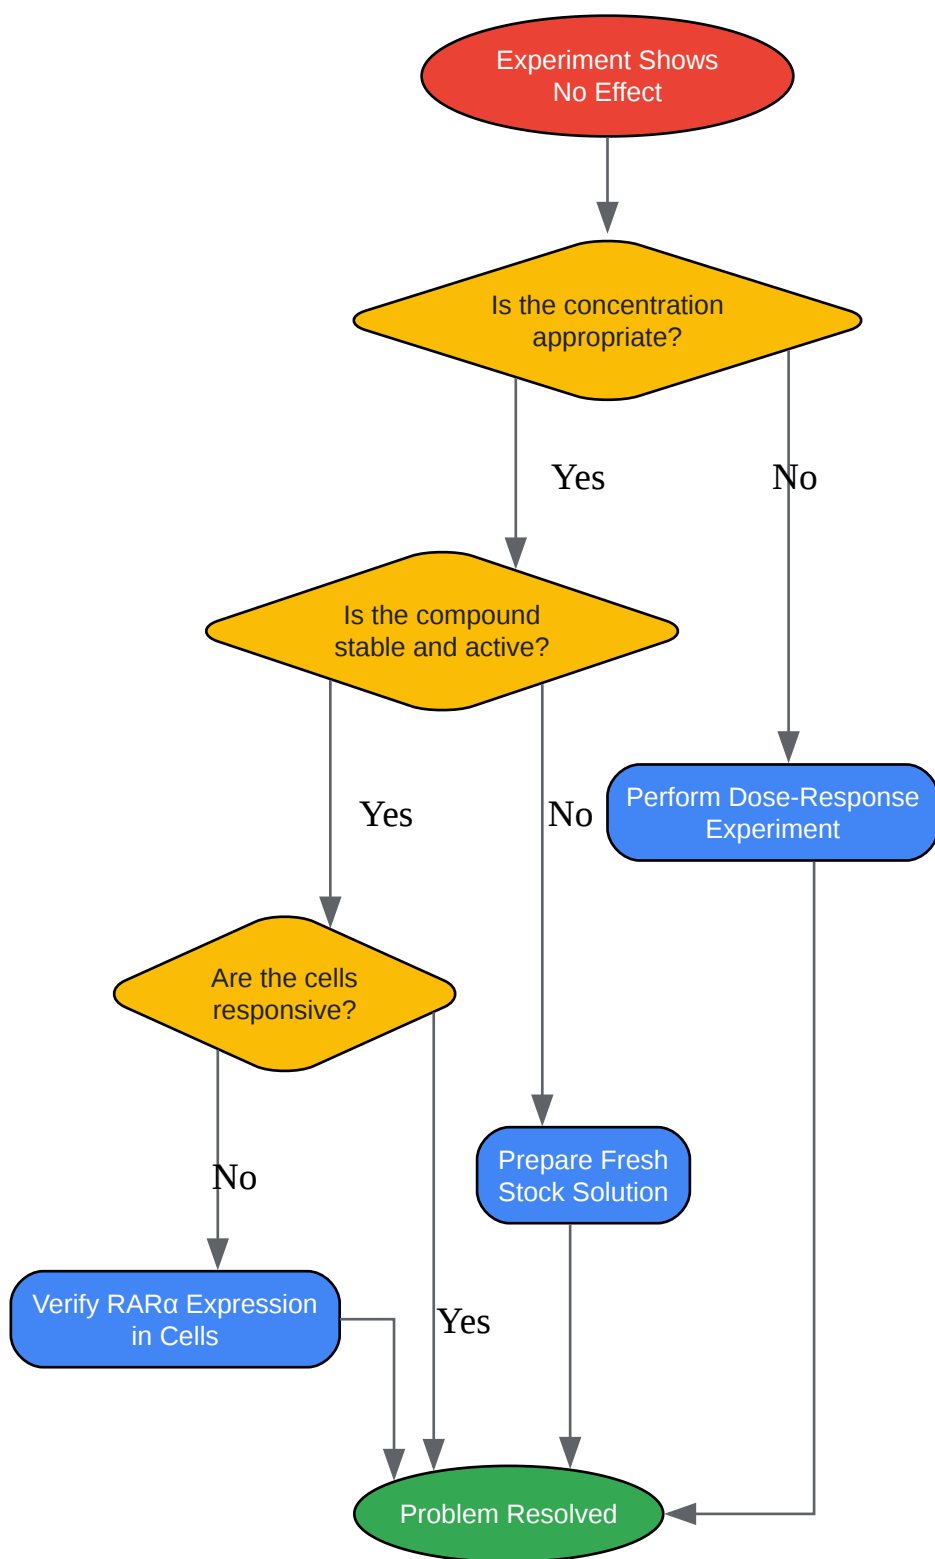 Experiment Shows
No Effect
Is the concentration
appropriate?
Yes
No
Is the compound
stable and active?
Perform Dose-Response
Experiment
Yes
No
Are the cells
responsive?
Prepare Fresh
Stock Solution
No
Verify RARα Expression
in Cells
Yes
Problem Resolved